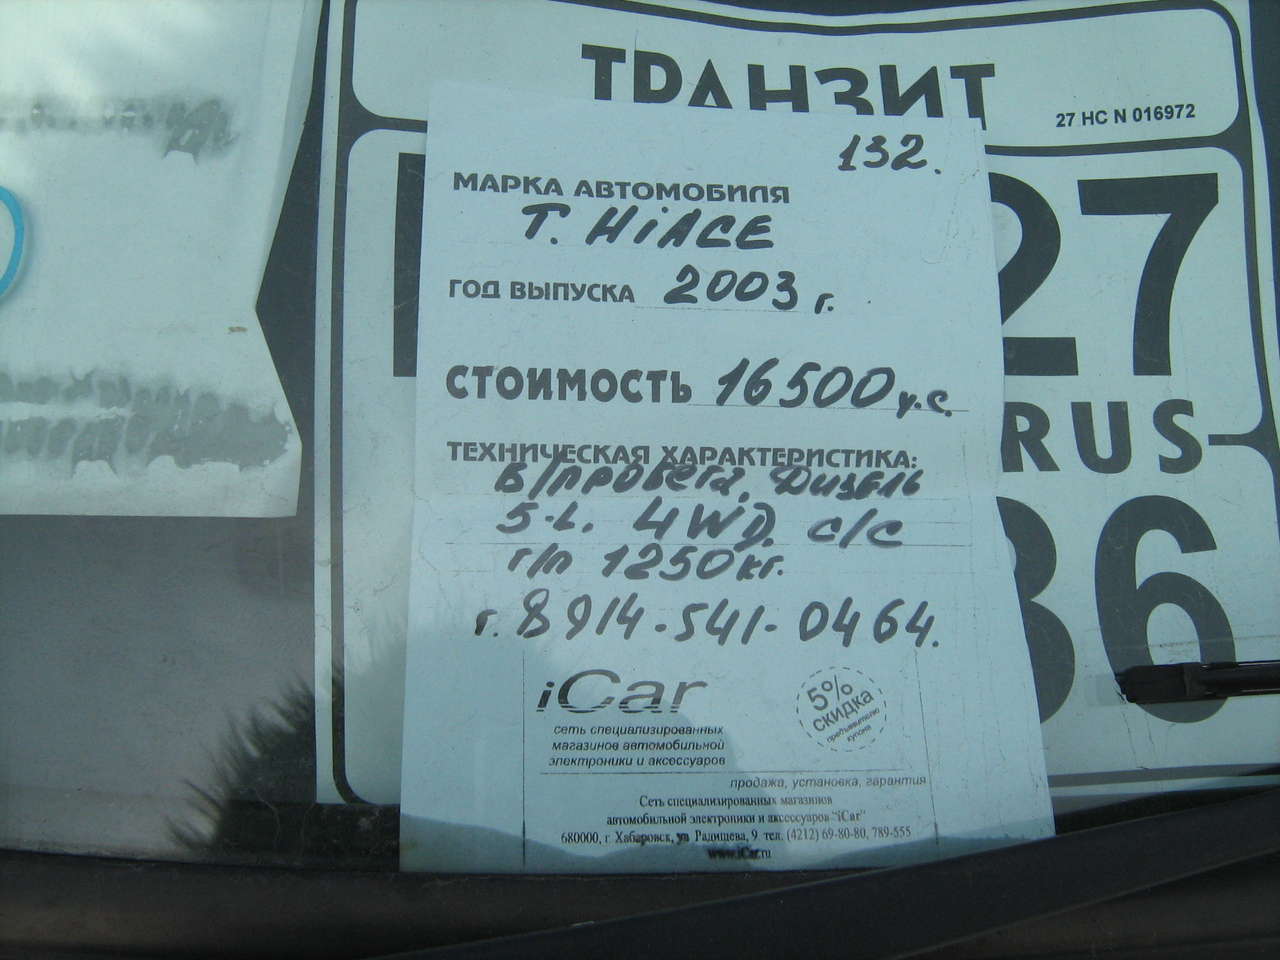 ТРАНЗИТ
27 НС N 016972
27
RUS
36
132.
МАРКА АВТОМОБИЛЯ
T. HiACE
ГОД ВЫПУСКА 2003 г.
СТОИМОСТЬ 16500 у.е.
ТЕХНИЧЕСКАЯ ХАРАКТЕРИСТИКА:
б/пробега, Дизель
5-L. 4WD. с/с
г/п 1250 кг.
т. 8914-541-0464.
iCar
5%
скидка
предъявителю
купона
сеть специализированных
магазинов автомобильной
электроники и аксессуаров
продажа, установка, гарантия
Сеть специализированных магазинов
автомобильной электроники и аксессуаров "iCar"
680000, г. Хабаровск, ул Радищева, 9 тел. (4212) 69-80-80, 789-555
www.iCar.ru